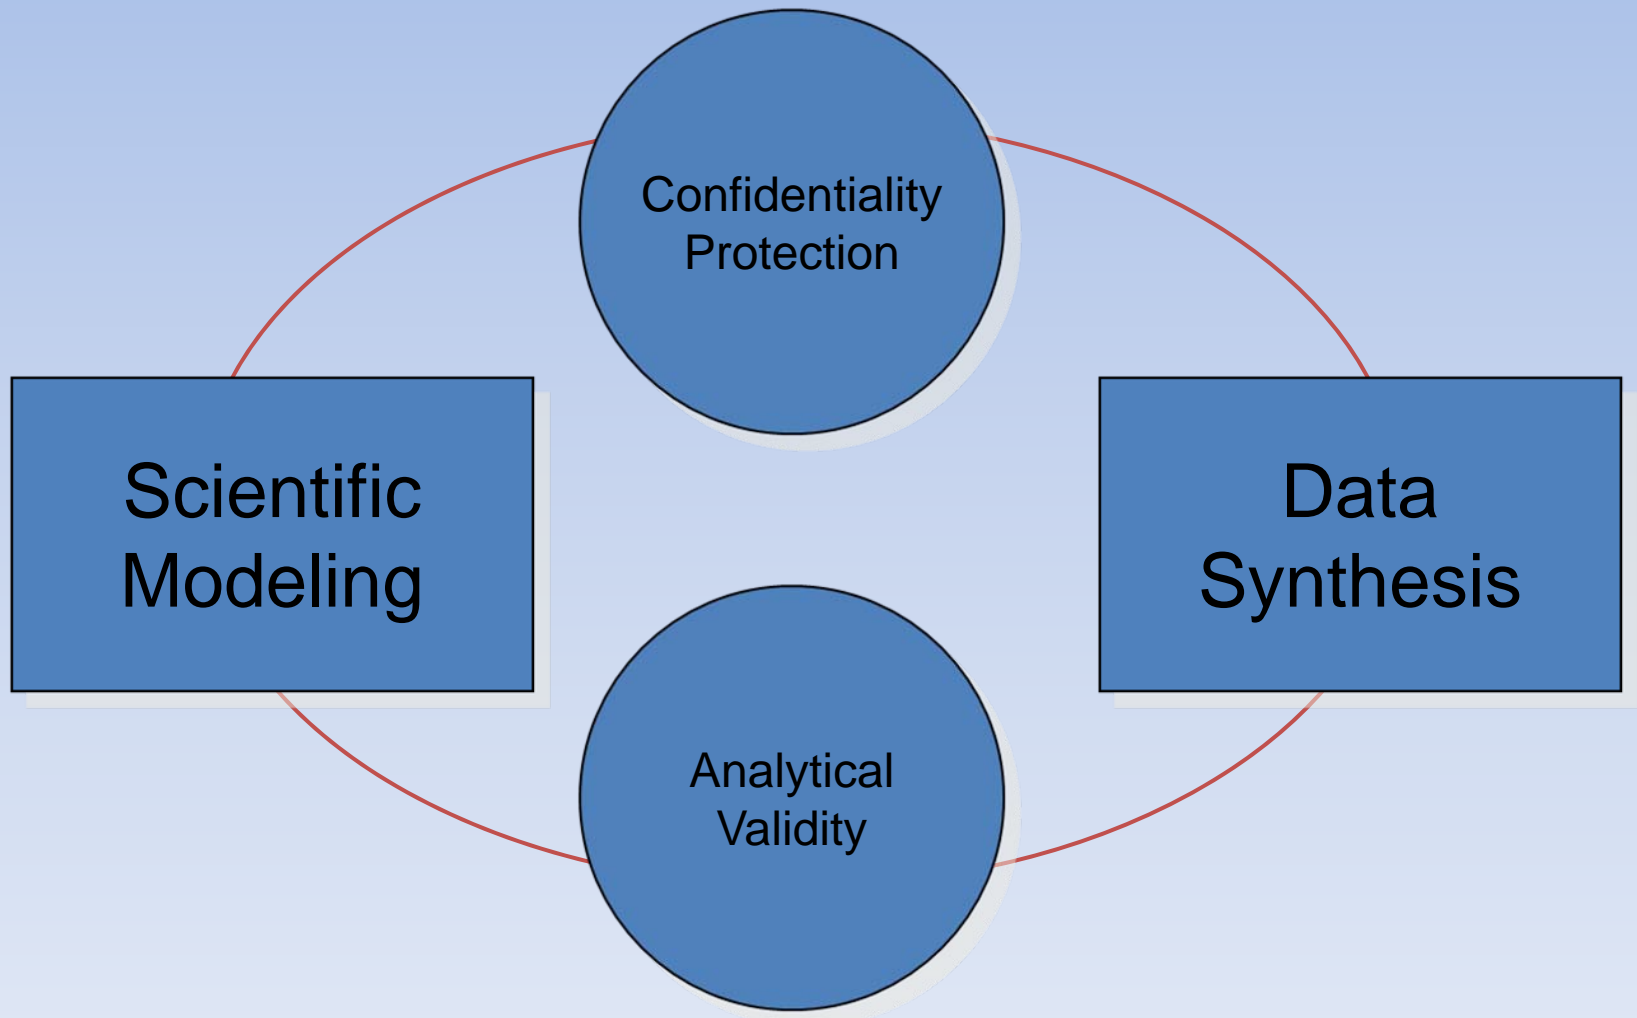 Confidentiality
Protection
Scientific
Modeling
Data
Synthesis
Analytical
Validity